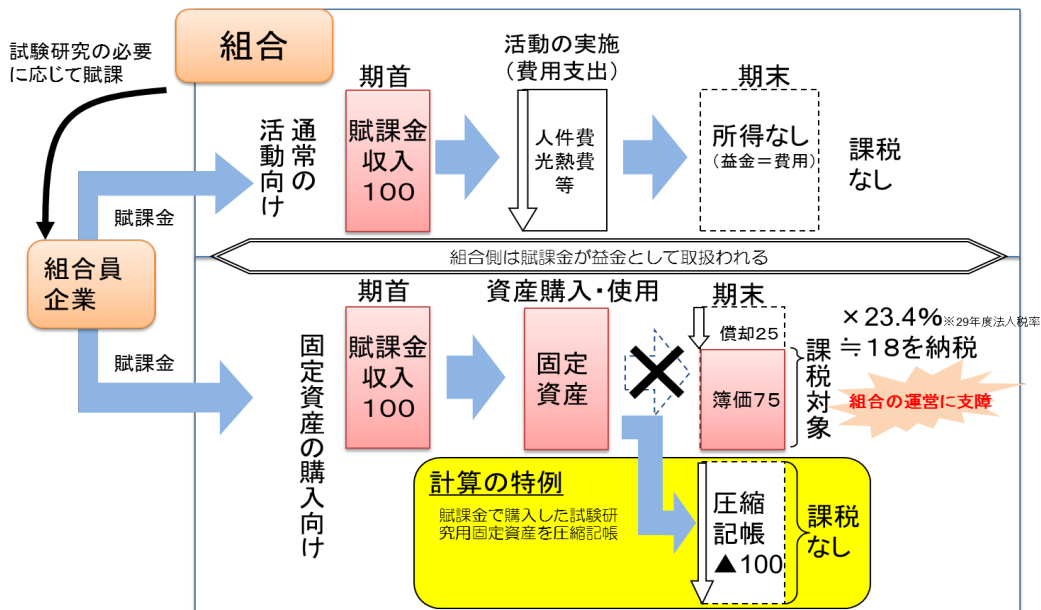 組合
試験研究の必要
に応じて賦課
通常の
活動向け
期首
賦課金
収入
100
活動の実施
(費用支出)
人件費
光熱費
等
期末
所得なし
(益金＝費用)
課税
なし
賦課金
組合員
企業
賦課金
組合側は賦課金が益金として取扱われる
固定資産の購入向け
期首
賦課金
収入
100
資産購入・使用
固定
資産
期末
償却25
簿価75
課税対象
×23.4%※29年度法人税率
≒18を納税
組合の運営に支障
計算の特例
賦課金で購入した試験研
究用固定資産を圧縮記帳
圧縮
記帳
▲100
課税
なし